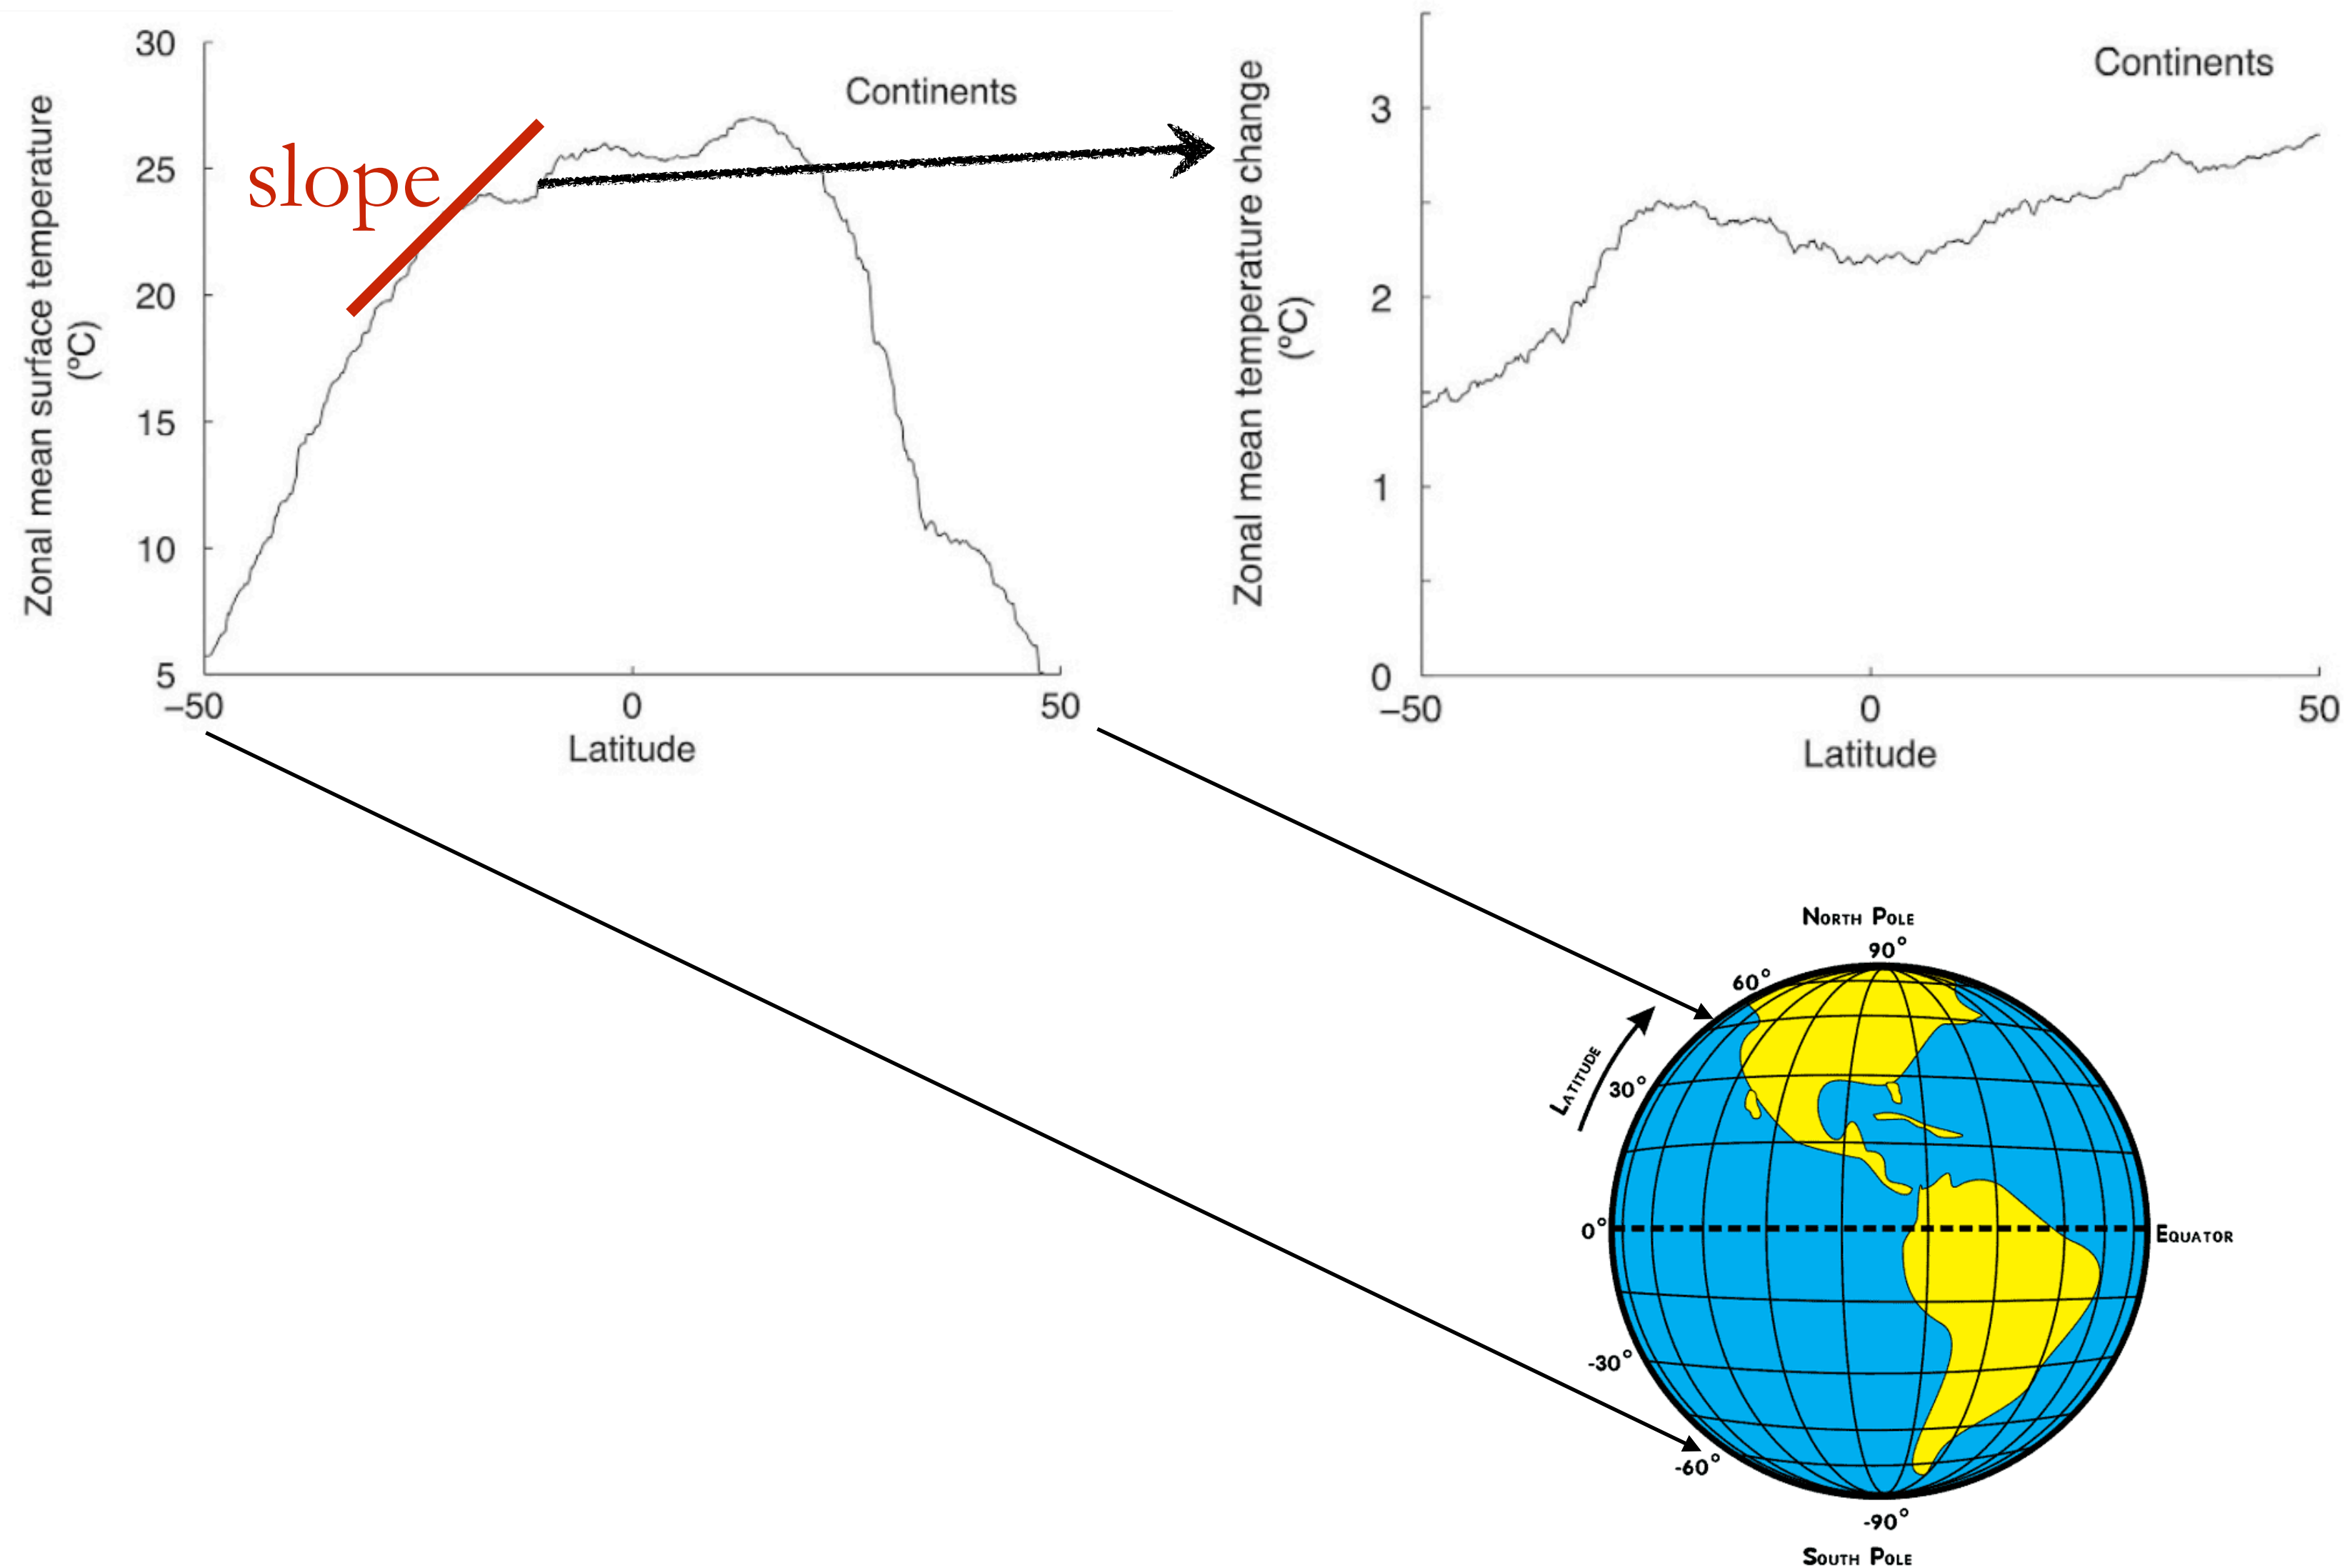 30
25
20
15
10
5
−50
0
50
Latitude
Zonal mean surface temperature
(ºC)
Continents
slope
3
2
1
0
−50
0
50
Latitude
Zonal mean temperature change
(ºC)
Continents
North Pole
90°
60°
Latitude
30°
0°
Equator
-30°
-60°
-90°
South Pole